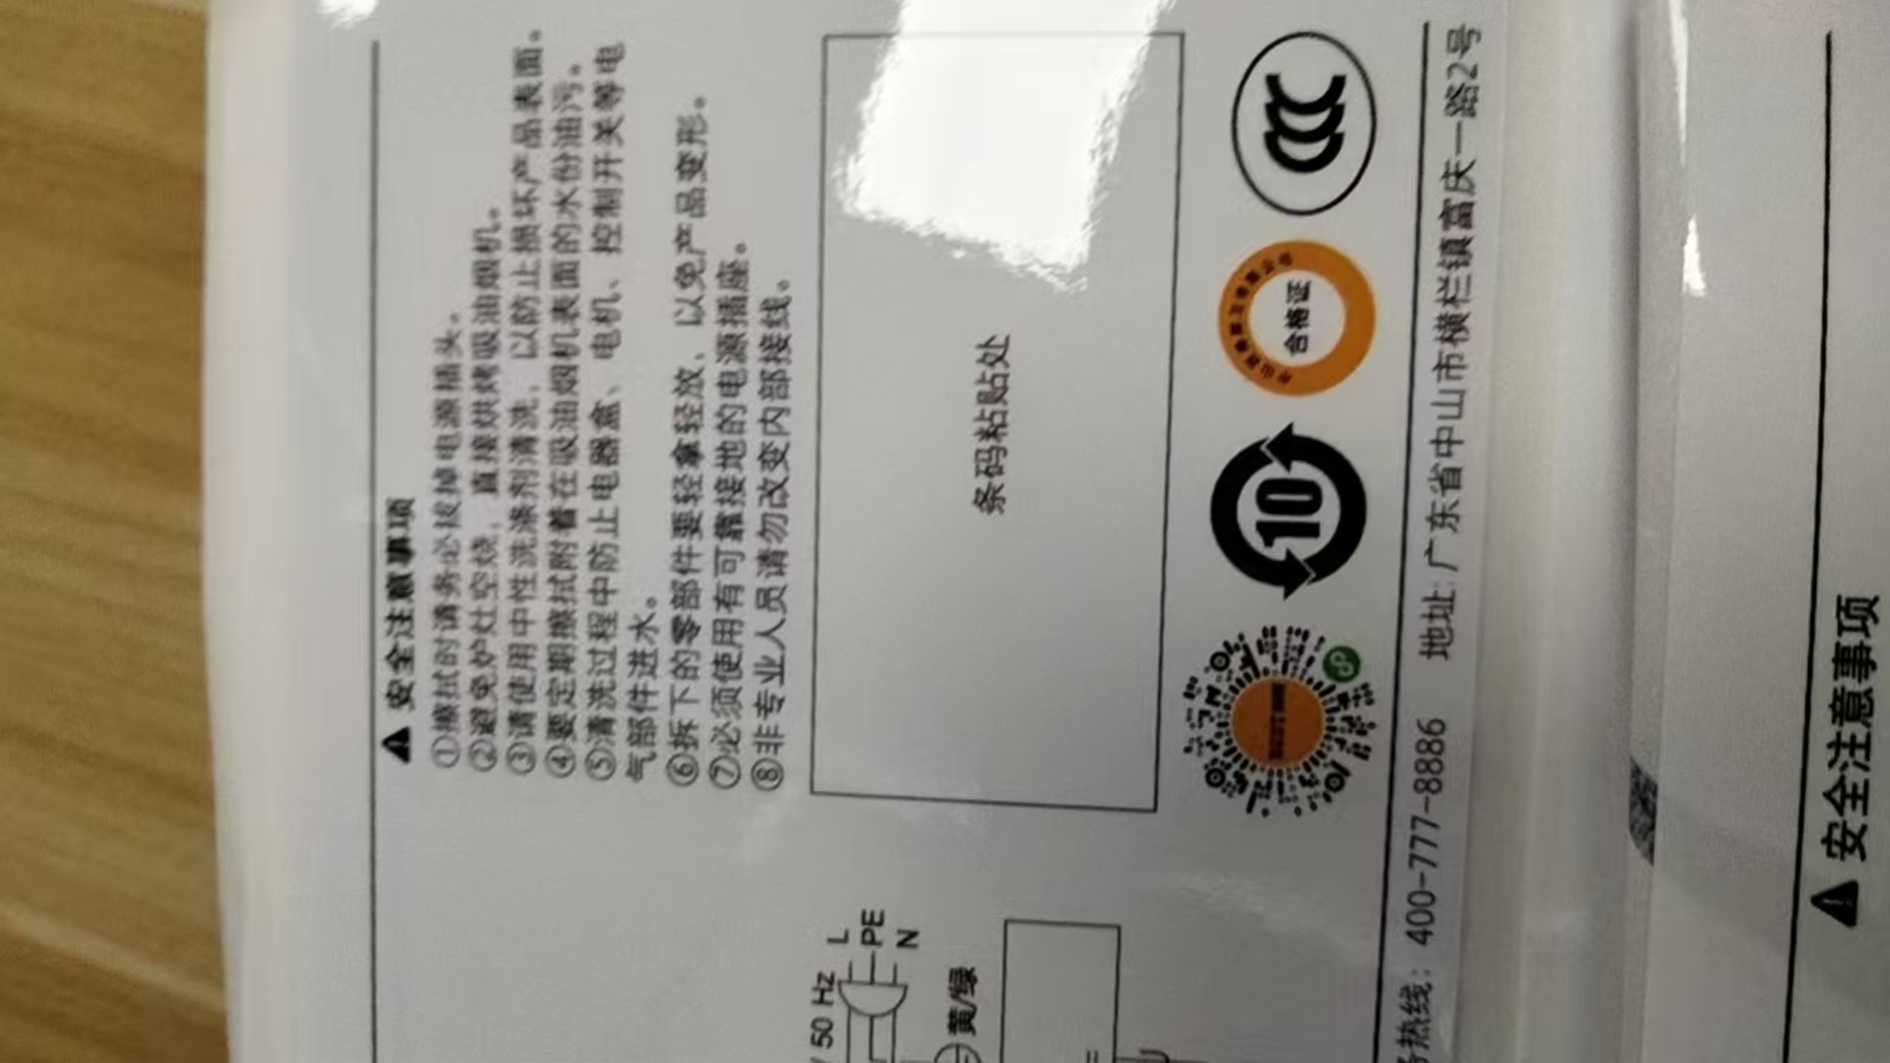 安全注意事项
①擦拭时请务必拔掉电源插头。
②避免炉灶空烧，直接烘烤吸油烟机。
③请使用中性洗涤剂清洗，以防止损坏产品表面。
④要定期擦拭附着在吸油烟机表面的水份油污。
⑤清洗过程中防止电器盒、电机、控制开关等电
气部件进水。
⑥拆下的零部件要轻拿轻放，以免产品变形。
⑦必须使用有可靠接地的电源插座。
⑧非专业人员请勿改变内部接线。
条码粘贴处
10
合格证
CCC
50 Hz
L
PE
N
黄/绿
热线：400-777-8886 地址：广东省中山市横栏镇富庆一路2号
安全注意事项